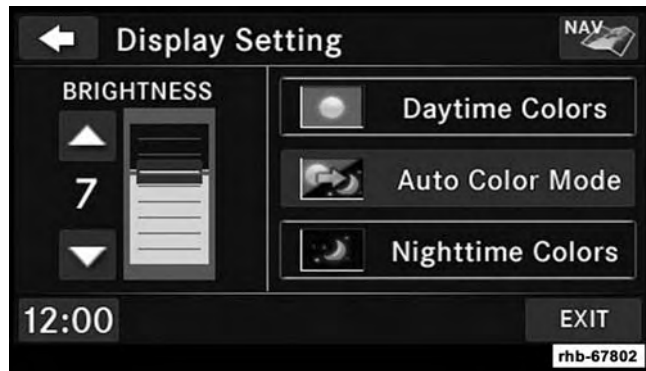 Display Setting
NAV
BRIGHTNESS
7
Daytime Colors
Auto Color Mode
Nighttime Colors
12:00
EXIT
rhb-67802